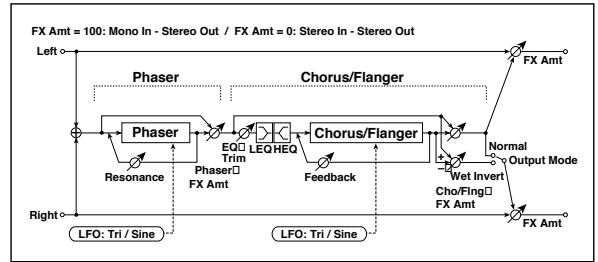 FX Amt = 100: Mono In - Stereo Out / FX Amt = 0: Stereo In - Stereo Out
Left
FX Amt
Phaser
Chorus/Flanger
Phaser
EQ
Trim
LEQ
HEQ
Chorus/Flanger
Normal
Output Mode
Resonance
Phaser
FX Amt
Feedback
+
−
Wet Invert
Cho/Flng
FX Amt
Right
FX Amt
LFO: Tri / Sine
LFO: Tri / Sine